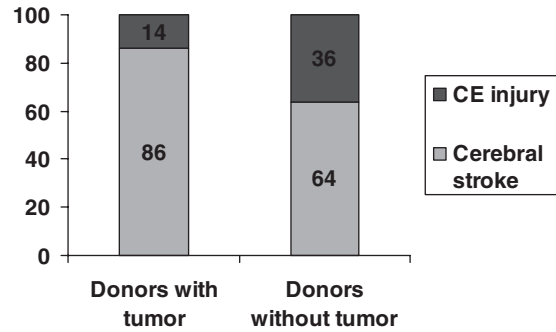 100
80
60
40
20
0
14
86
36
64
Donors with
tumor
Donors
without tumor
CE injury
Cerebral
stroke